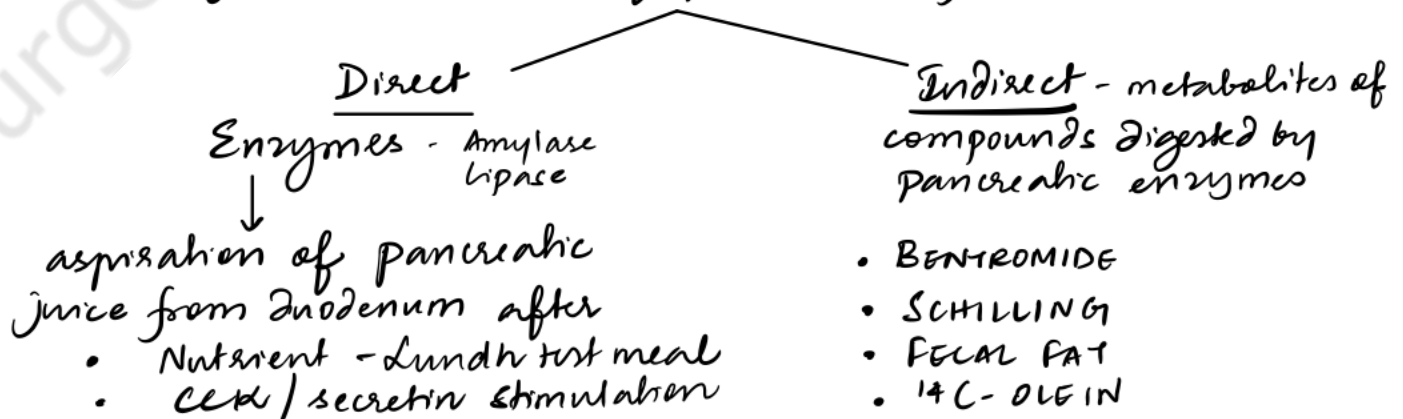 Direct
Enzymes - Amylase
Lipase
aspiration of pancreatic
juice from duodenum after
• Nutrient - Lundh test meal
• CCK / secretin stimulation
Indirect - metabolites of
compounds digested by
pancreatic enzymes
• BENTROMIDE
• SCHILLING
• FECAL FAT
• 14C-OLEIN